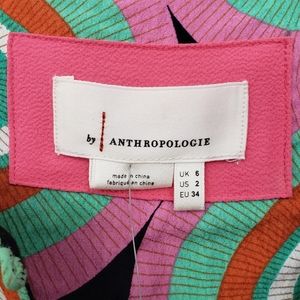 by ANTHROPOLOGIE
made in china
fabriqué en chine
UK 6
US 2
EU 34